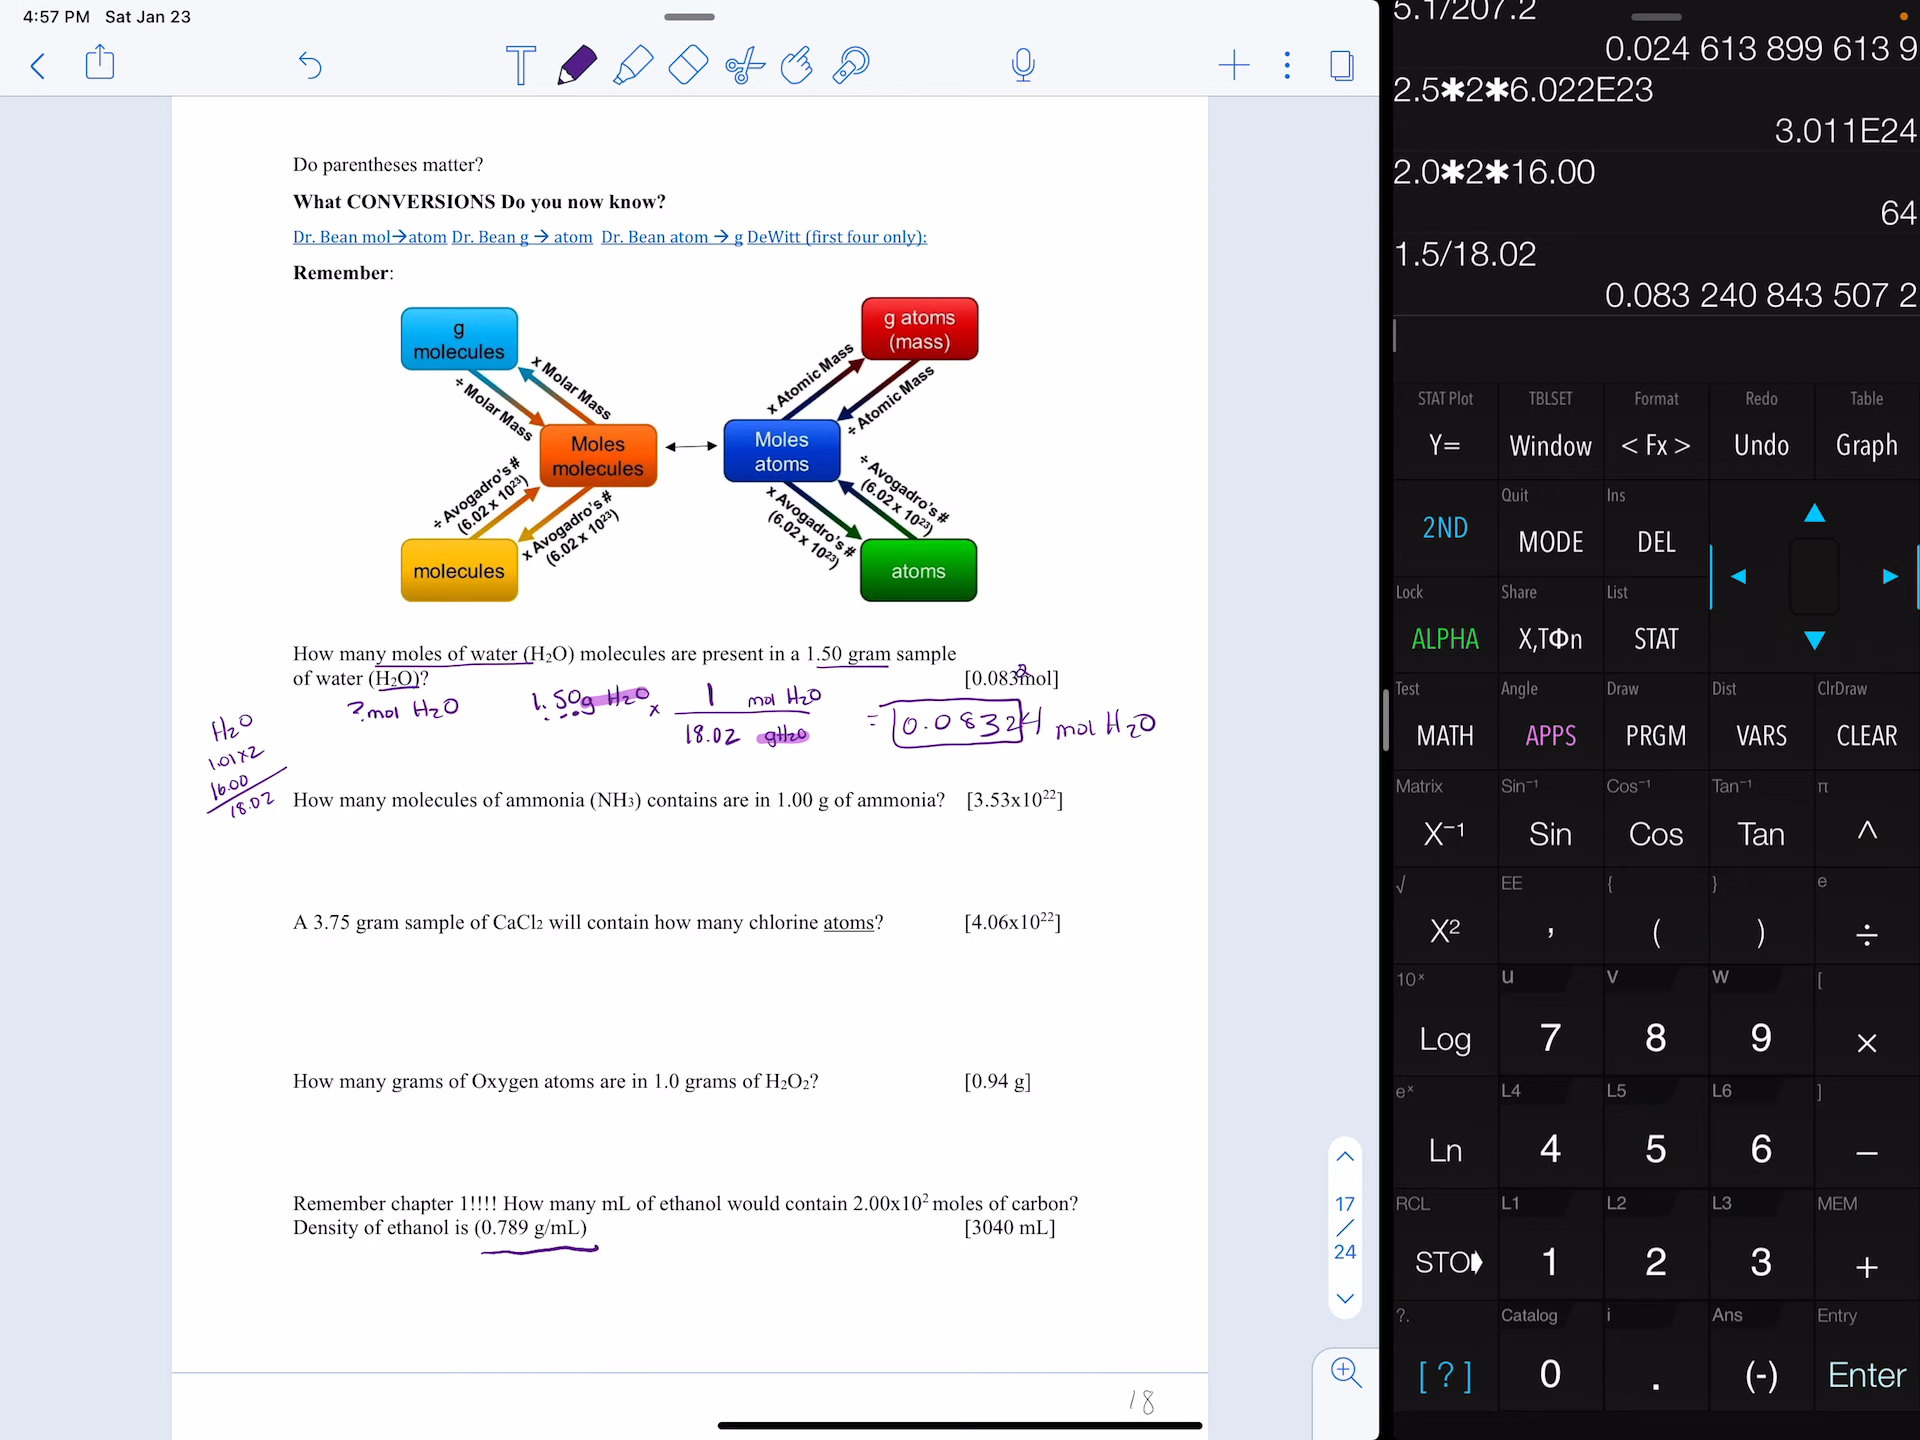 4:57 PM Sat Jan 23
Do parentheses matter?
What CONVERSIONS Do you now know?
Dr. Bean mol→atom Dr. Bean g → atom Dr. Bean atom → g DeWitt (first four only):
Remember:
g molecules
g atoms (mass)
x Molar Mass
÷ Molar Mass
x Atomic Mass
÷ Atomic Mass
Moles molecules
Moles atoms
÷ Avogadro's # (6.02 x 10²³)
x Avogadro's # (6.02 x 10²³)
x Avogadro's # (6.02 x 10²³)
÷ Avogadro's # (6.02 x 10²³)
molecules
atoms
How many moles of water (H₂O) molecules are present in a 1.50 gram sample
of water (H₂O)? [0.0832mol]
? mol H₂O 1.50g H₂O x 1 mol H₂O / 18.02 gH₂O = 0.08324 mol H₂O
H₂O
1.01x2
16.00
18.02
How many molecules of ammonia (NH₃) contains are in 1.00 g of ammonia? [3.53x10²²]
A 3.75 gram sample of CaCl₂ will contain how many chlorine atoms? [4.06x10²²]
How many grams of Oxygen atoms are in 1.0 grams of H₂O₂? [0.94 g]
Remember chapter 1!!!! How many mL of ethanol would contain 2.00x10² moles of carbon?
Density of ethanol is (0.789 g/mL) [3040 mL]
17
/
24
18
5.1/207.2
0.024 613 899 613 9
2.5✱2✱6.022E23
3.011E24
2.0✱2✱16.00
64
1.5/18.02
0.083 240 843 507 2
STAT Plot TBLSET Format Redo Table
Y= Window < Fx > Undo Graph
Quit Ins
2ND MODE DEL
Lock Share List
ALPHA X,TΦn STAT
Test Angle Draw Dist ClrDraw
MATH APPS PRGM VARS CLEAR
Matrix Sin⁻¹ Cos⁻¹ Tan⁻¹ π
X⁻¹ Sin Cos Tan ^
√ EE { } e
X² , ( ) ÷
10ˣ u v w [
Log 7 8 9 ×
eˣ L4 L5 L6 ]
Ln 4 5 6 −
RCL L1 L2 L3 MEM
STO 1 2 3 +
?. Catalog i Ans Entry
[ ? ] 0 . (-) Enter